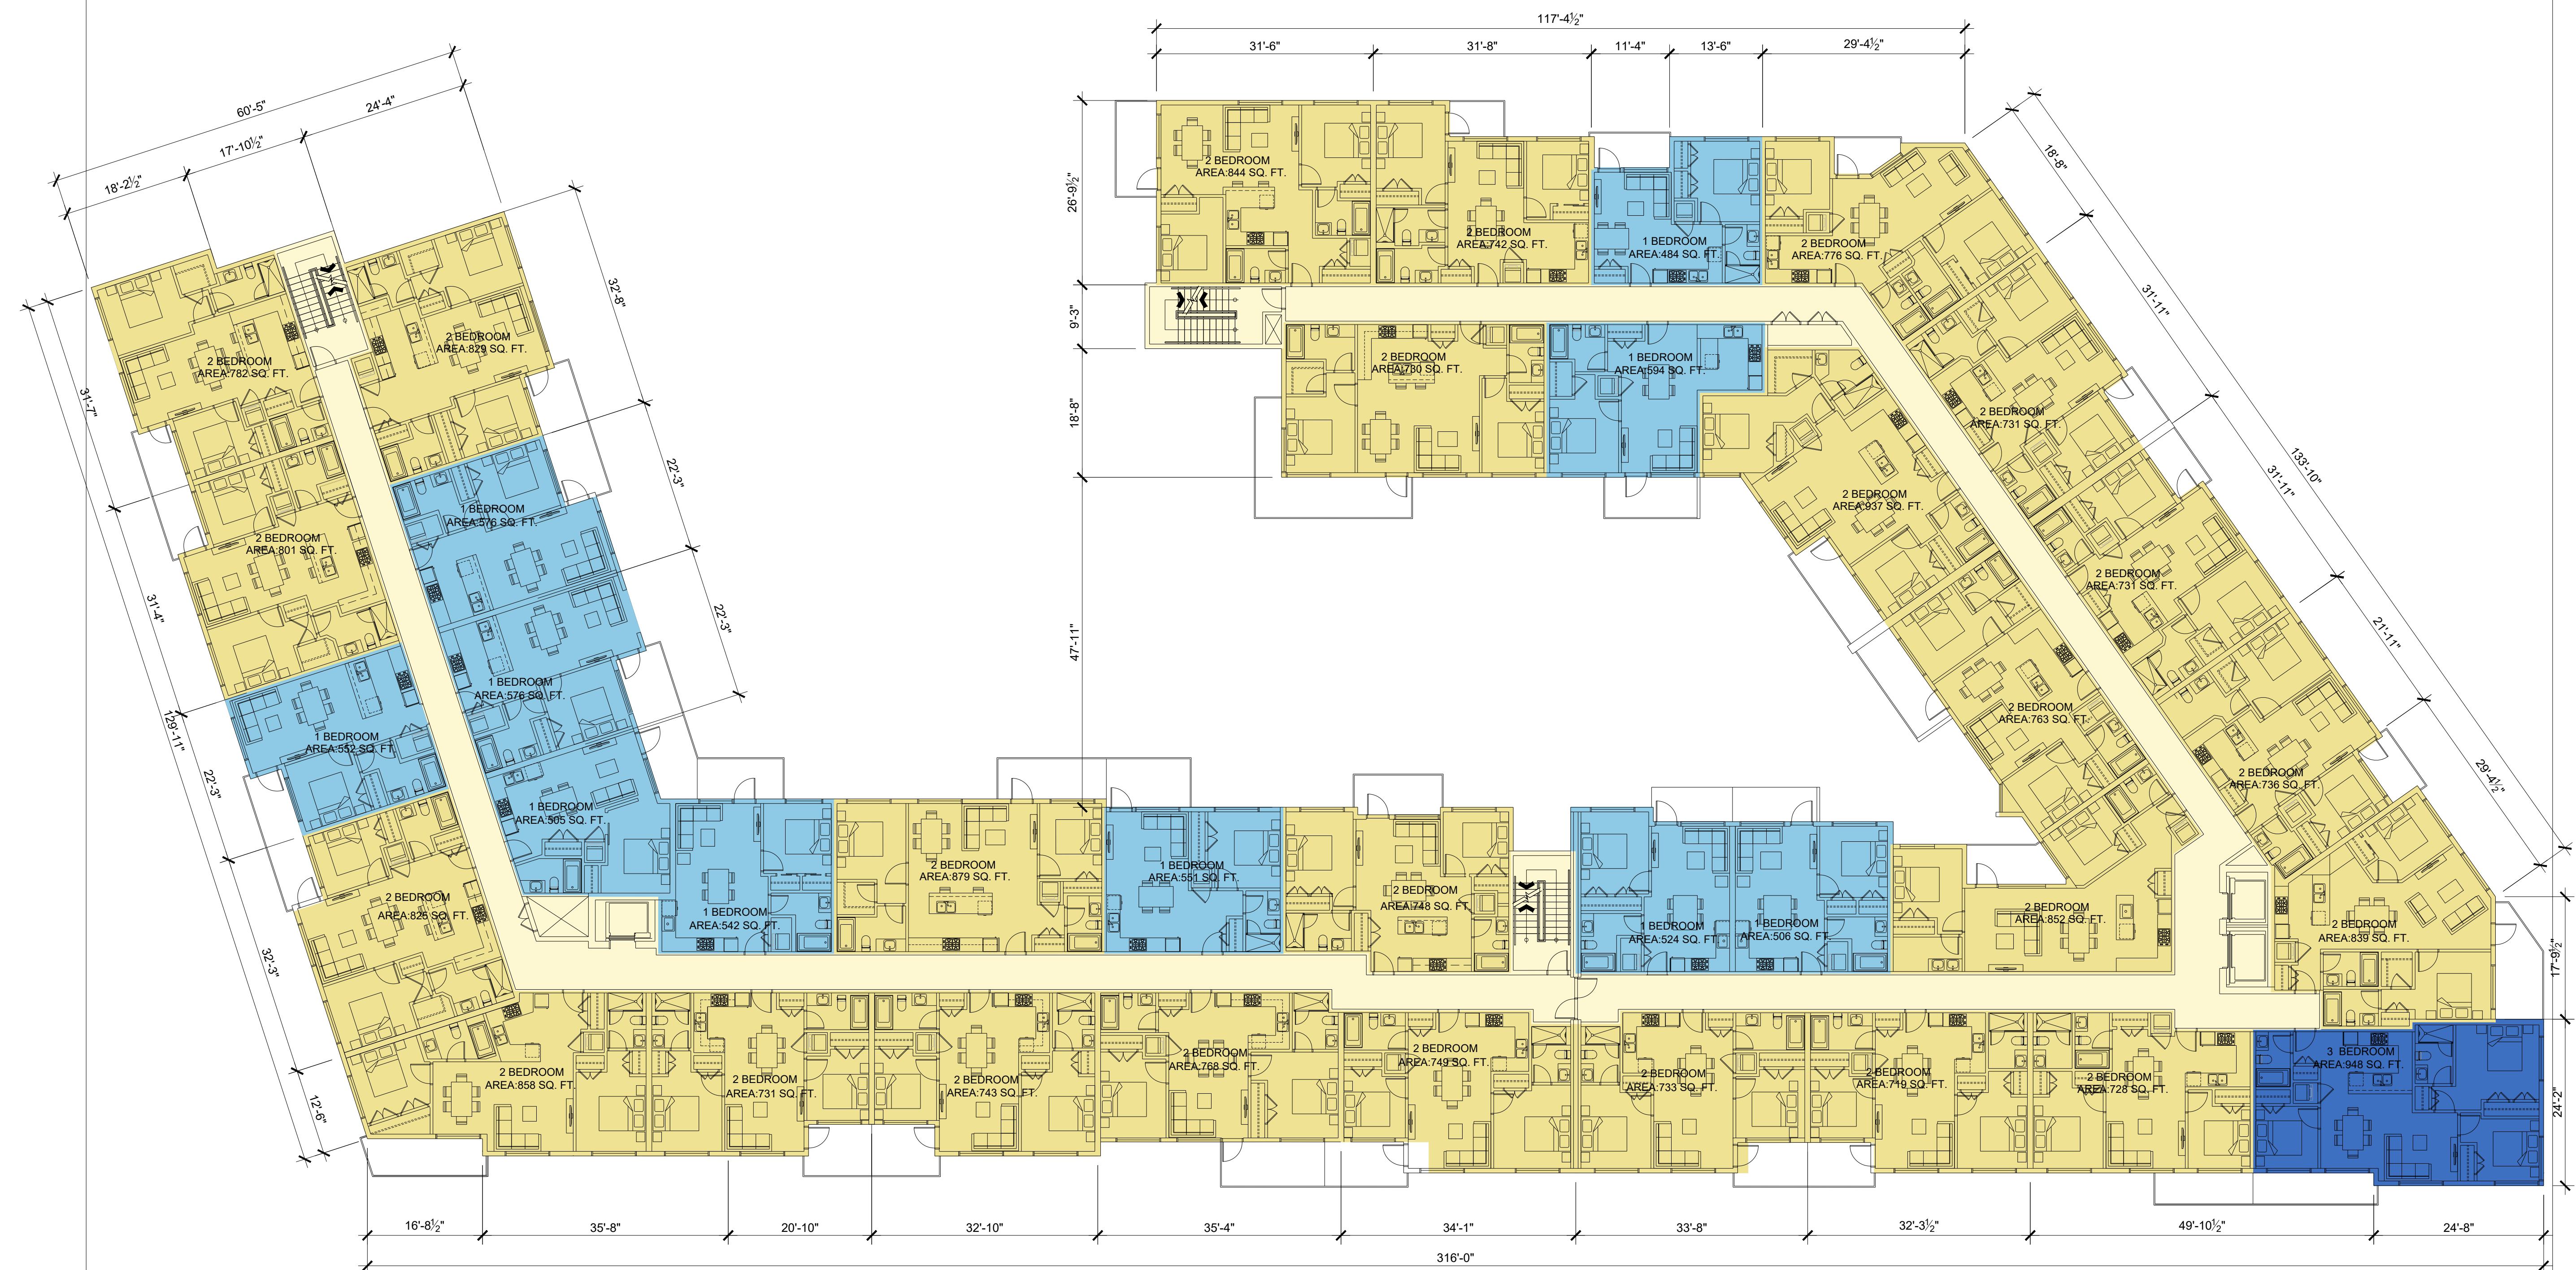 117'-4½"
31'-6"
31'-8"
11'-4"
13'-6"
29'-4½"
60'-5"
24'-4"
17'-10½"
18'-2½"
26'-9½"
9'-3"
18'-8"
47'-11"
18'-8"
31'-11"
31'-11"
133'-10"
21'-11"
29'-4½"
17'-9½"
24'-2"
32'-8"
22'-3"
22'-3"
31'-7"
31'-4"
129'-11"
22'-3"
32'-3"
12'-6"
2 BEDROOM
AREA:844 SQ. FT.
2 BEDROOM
AREA:742 SQ. FT.
1 BEDROOM
AREA:484 SQ. FT.
2 BEDROOM
AREA:776 SQ. FT.
2 BEDROOM
AREA:829 SQ. FT.
2 BEDROOM
AREA:782 SQ. FT.
2 BEDROOM
AREA:730 SQ. FT.
1 BEDROOM
AREA:594 SQ. FT.
2 BEDROOM
AREA:731 SQ. FT.
2 BEDROOM
AREA:937 SQ. FT.
1 BEDROOM
AREA:576 SQ. FT.
2 BEDROOM
AREA:801 SQ. FT.
2 BEDROOM
AREA:731 SQ. FT.
1 BEDROOM
AREA:576 SQ. FT.
2 BEDROOM
AREA:763 SQ. FT.
1 BEDROOM
AREA:552 SQ. FT.
2 BEDROOM
AREA:736 SQ. FT.
1 BEDROOM
AREA:505 SQ. FT.
2 BEDROOM
AREA:879 SQ. FT.
1 BEDROOM
AREA:551 SQ. FT.
2 BEDROOM
AREA:748 SQ. FT.
2 BEDROOM
AREA:825 SQ. FT.
1 BEDROOM
AREA:542 SQ. FT.
1 BEDROOM
AREA:524 SQ. FT.
1 BEDROOM
AREA:506 SQ. FT.
2 BEDROOM
AREA:852 SQ. FT.
2 BEDROOM
AREA:839 SQ. FT.
2 BEDROOM
AREA:858 SQ. FT.
2 BEDROOM
AREA:731 SQ. FT.
2 BEDROOM
AREA:743 SQ. FT.
2 BEDROOM
AREA:768 SQ. FT.
2 BEDROOM
AREA:749 SQ. FT.
2 BEDROOM
AREA:733 SQ. FT.
2 BEDROOM
AREA:719 SQ. FT.
2 BEDROOM
AREA:728 SQ. FT.
3 BEDROOM
AREA:948 SQ. FT.
16'-8½"
35'-8"
20'-10"
32'-10"
35'-4"
34'-1"
33'-8"
32'-3½"
49'-10½"
24'-8"
316'-0"